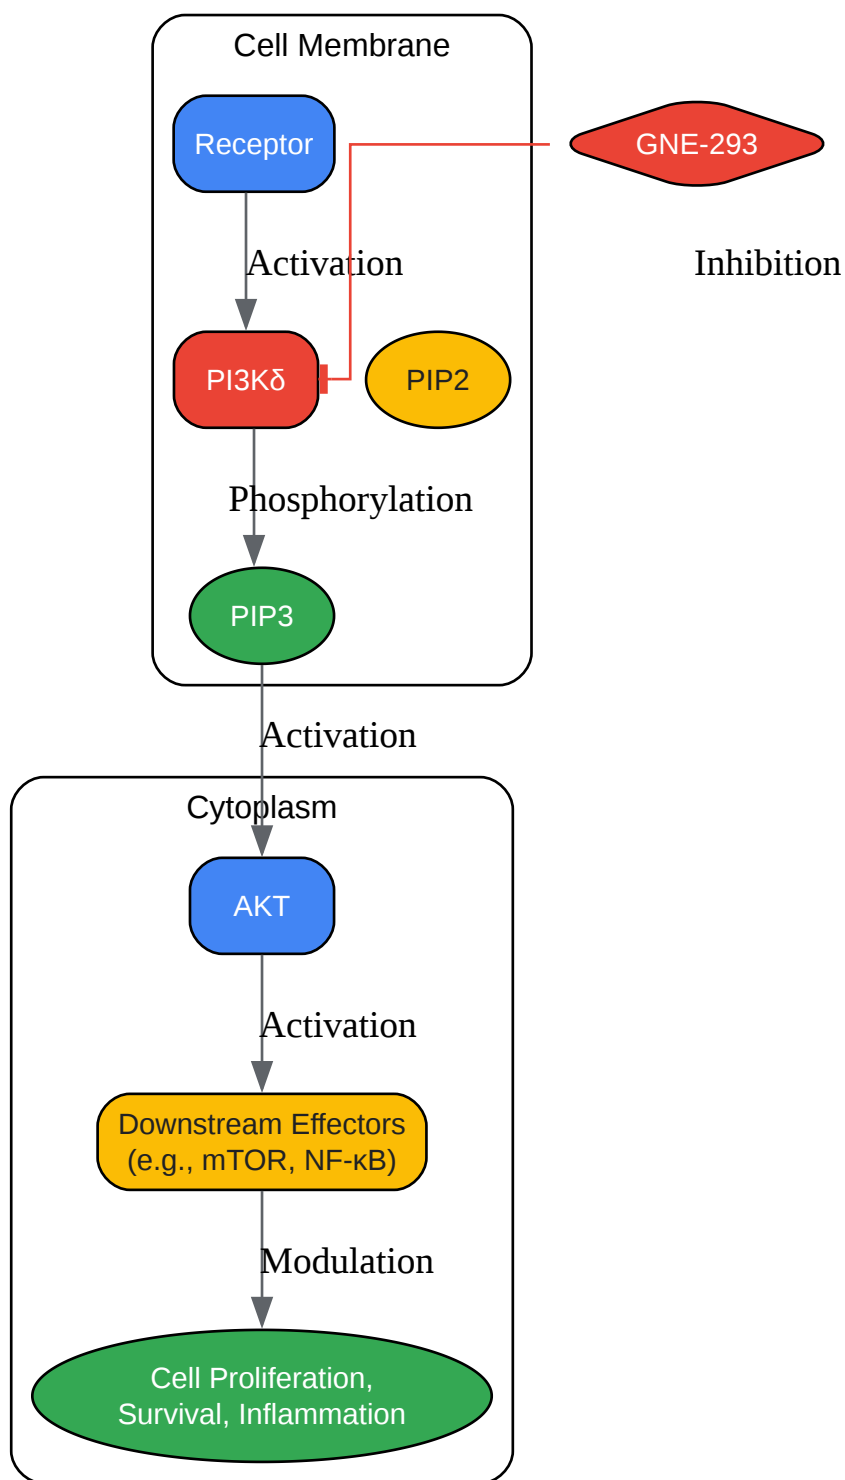 Cell Membrane
Receptor
GNE-293
Activation
Inhibition
PI3Kδ
PIP2
Phosphorylation
PIP3
Activation
Cytoplasm
AKT
Activation
Downstream Effectors
(e.g., mTOR, NF-κB)
Modulation
Cell Proliferation,
Survival, Inflammation